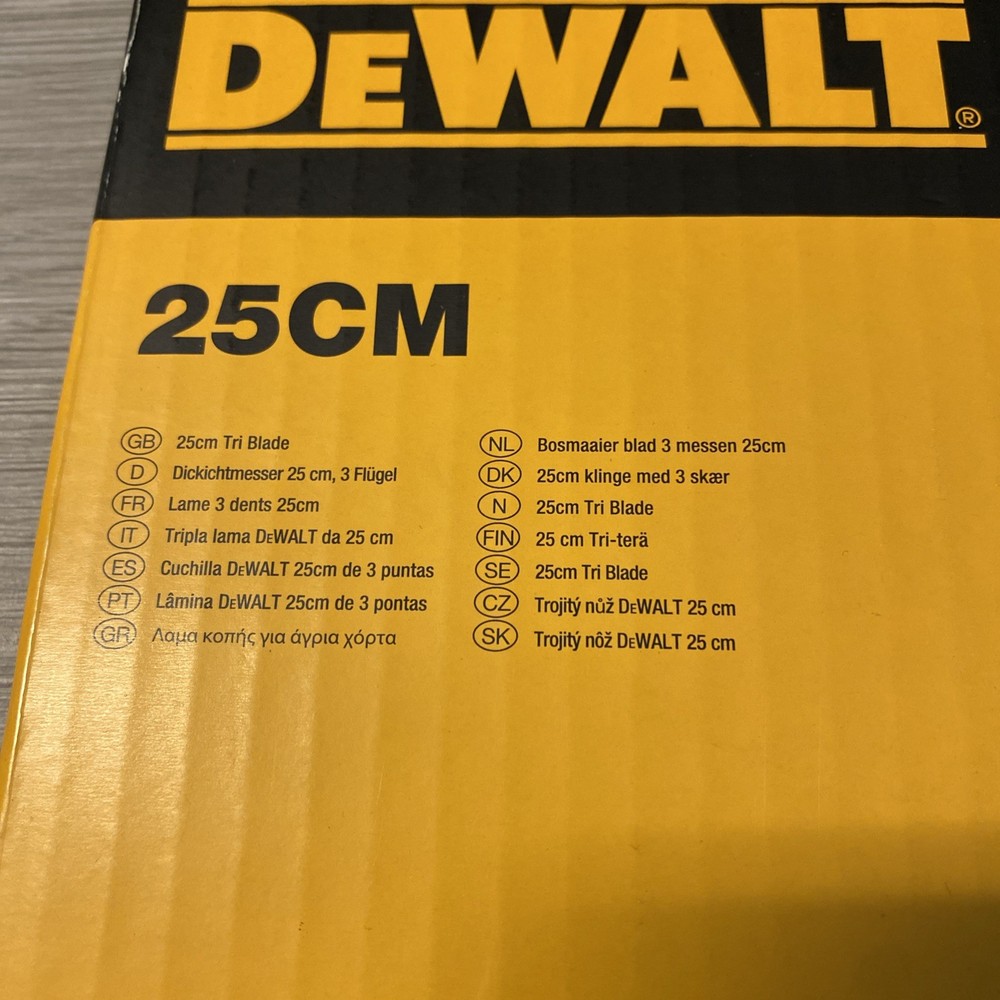 DEWALT®
25CM
GB 25cm Tri Blade
D Dickichtmesser 25 cm, 3 Flügel
FR Lame 3 dents 25cm
IT Tripla lama DEWALT da 25 cm
ES Cuchilla DEWALT 25cm de 3 puntas
PT Lâmina DEWALT 25cm de 3 pontas
GR Λαμα κοπής για άγρια χόρτα
NL Bosmaaier blad 3 messen 25cm
DK 25cm klinge med 3 skær
N 25cm Tri Blade
FIN 25 cm Tri-terä
SE 25cm Tri Blade
CZ Trojitý nůž DEWALT 25 cm
SK Trojitý nôž DEWALT 25 cm